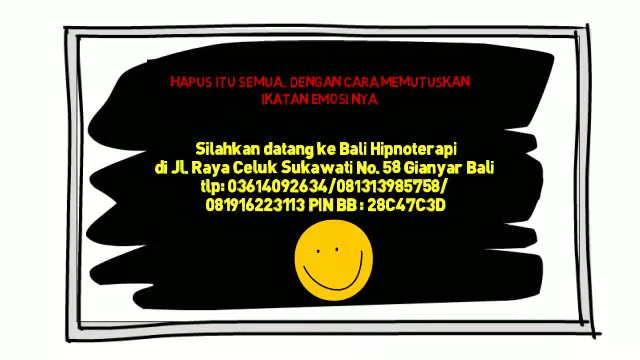 HAPUS ITU SEMUA.. DENGAN CARA MEMUTUSKAN
IKATAN EMOSI NYA
Silahkan datang ke Bali Hipnoterapi
di Jl. Raya Celuk Sukawati No. 58 Gianyar Bali
tlp: 03614092634/081313985758/
081916223113 PIN BB : 28C47C3D